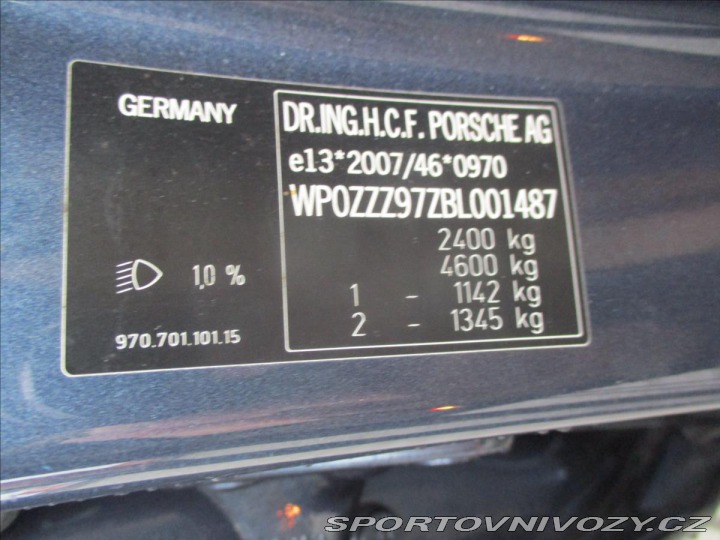 GERMANY
1,0 %
970.701.101.15
DR.ING.H.C.F. PORSCHE AG
e13*2007/46*0970
WP0ZZZ97ZBL001487
2400 kg
4600 kg
1 - 1142 kg
2 - 1345 kg
SPORTOVNIVOZY.CZ